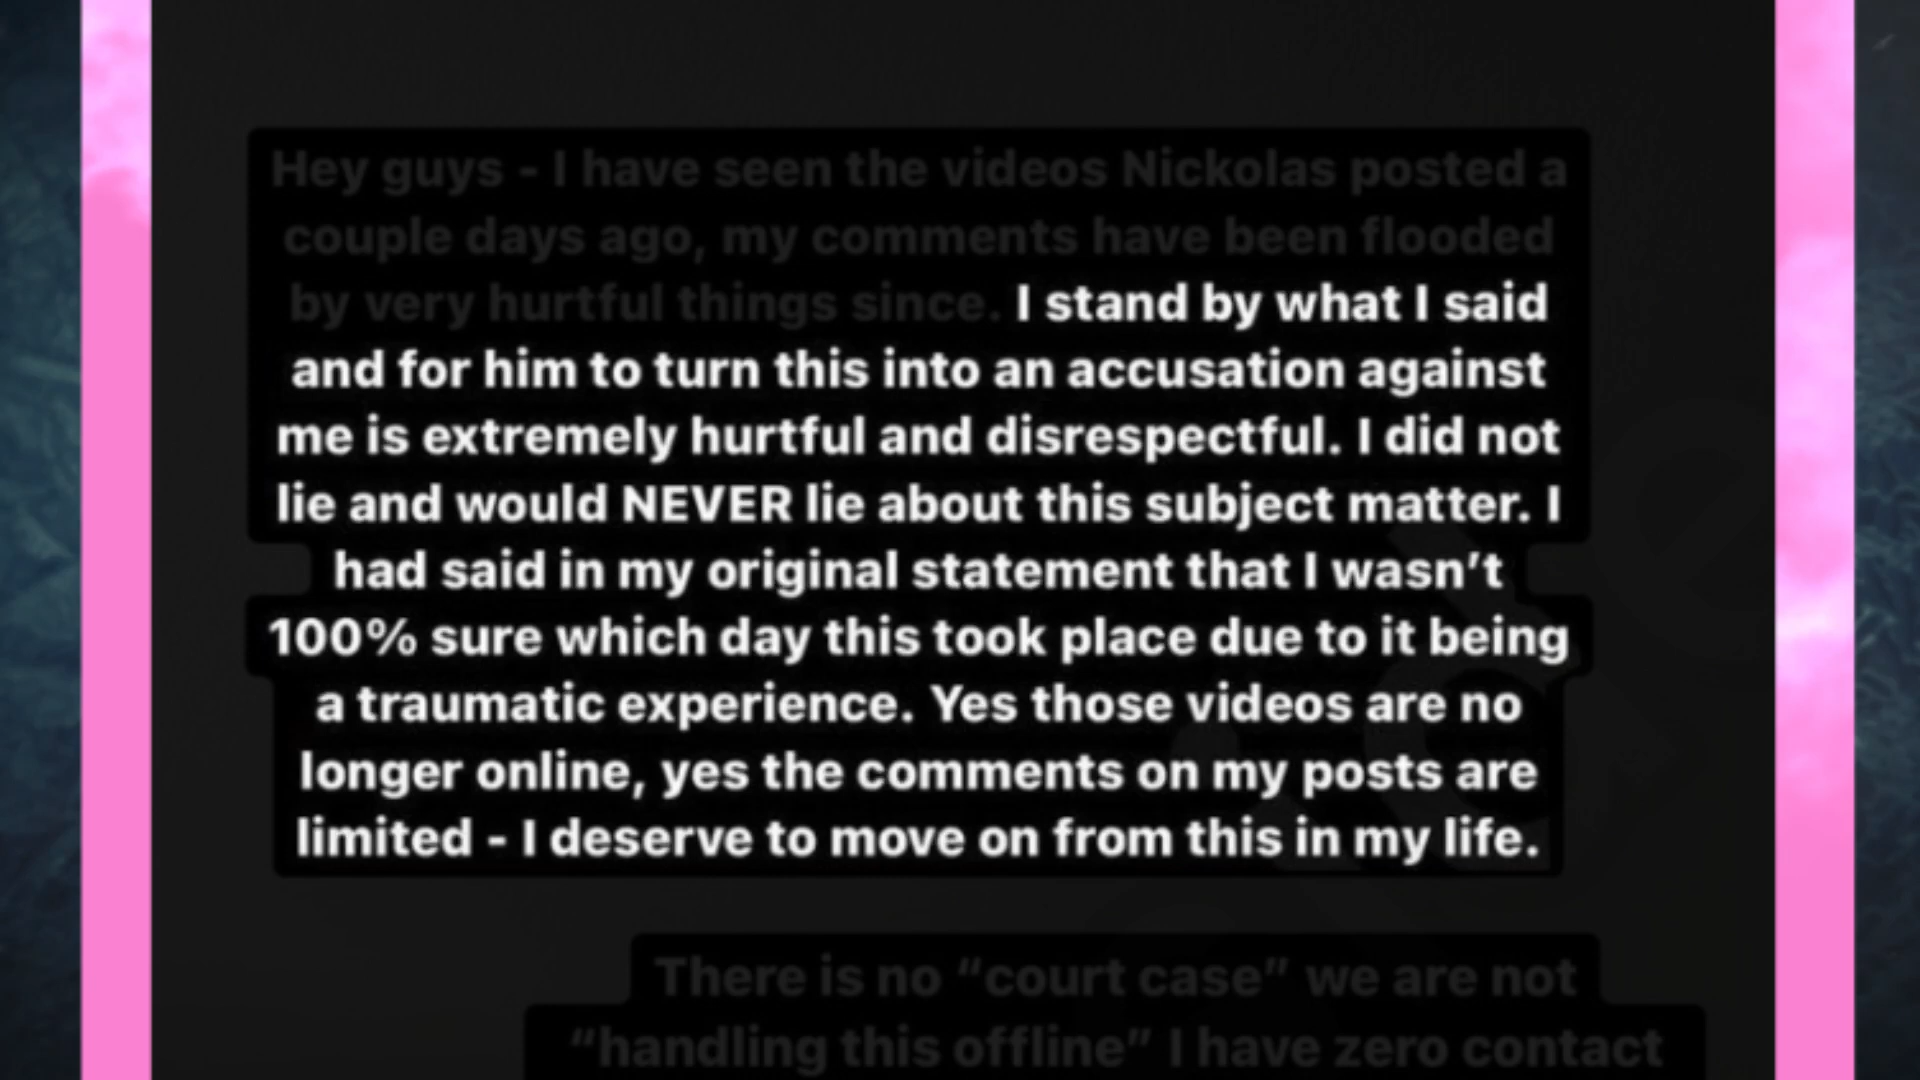 Hey guys - I have seen the videos Nickolas posted a
couple days ago, my comments have been flooded
by very hurtful things since. I stand by what I said
and for him to turn this into an accusation against
me is extremely hurtful and disrespectful. I did not
lie and would NEVER lie about this subject matter. I
had said in my original statement that I wasn’t
100% sure which day this took place due to it being
a traumatic experience. Yes those videos are no
longer online, yes the comments on my posts are
limited - I deserve to move on from this in my life.
There is no “court case” we are not
“handling this offline” I have zero contact